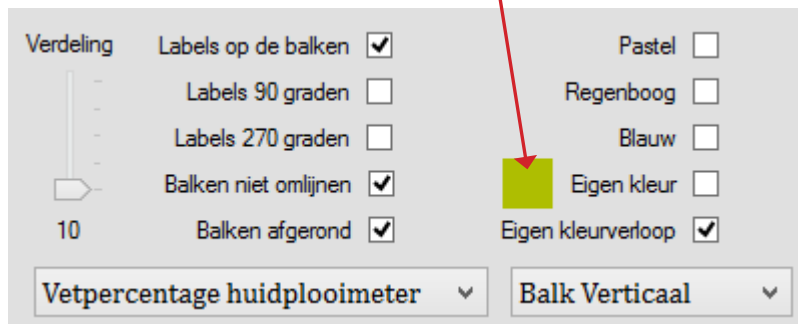 Verdeling Labels op de balken Pastel
Labels 90 graden Regenboog
Labels 270 graden Blauw
Balken niet omlijnen Eigen kleur
10 Balken afgerond Eigen kleurverloop
Vetpercentage huidplooimeter Balk Verticaal